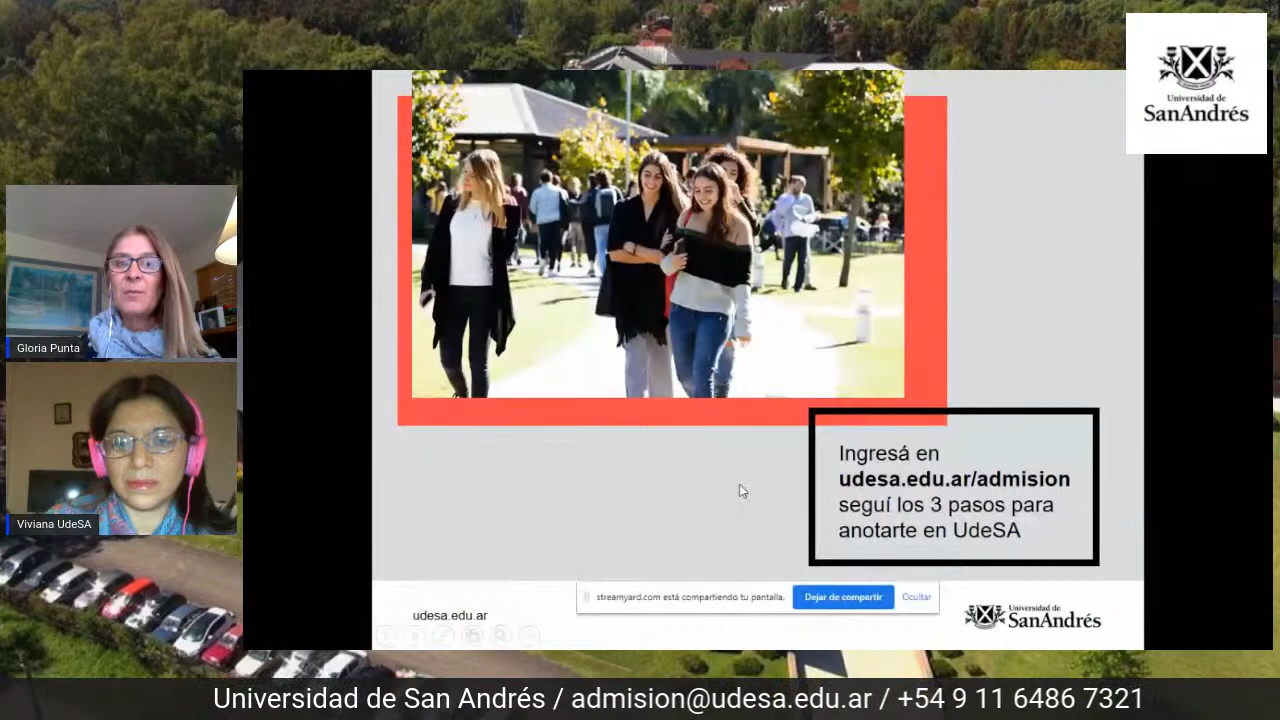 Universidad de
SanAndrés
Gloria Punta
Viviana UdeSA
Ingresá en
udesa.edu.ar/admision
seguí los 3 pasos para
anotarte en UdeSA
streamyard.com está compartiendo tu pantalla.
Dejar de compartir
Ocultar
udesa.edu.ar
Universidad de
SanAndrés
Universidad de San Andrés / admision@udesa.edu.ar / +54 9 11 6486 7321